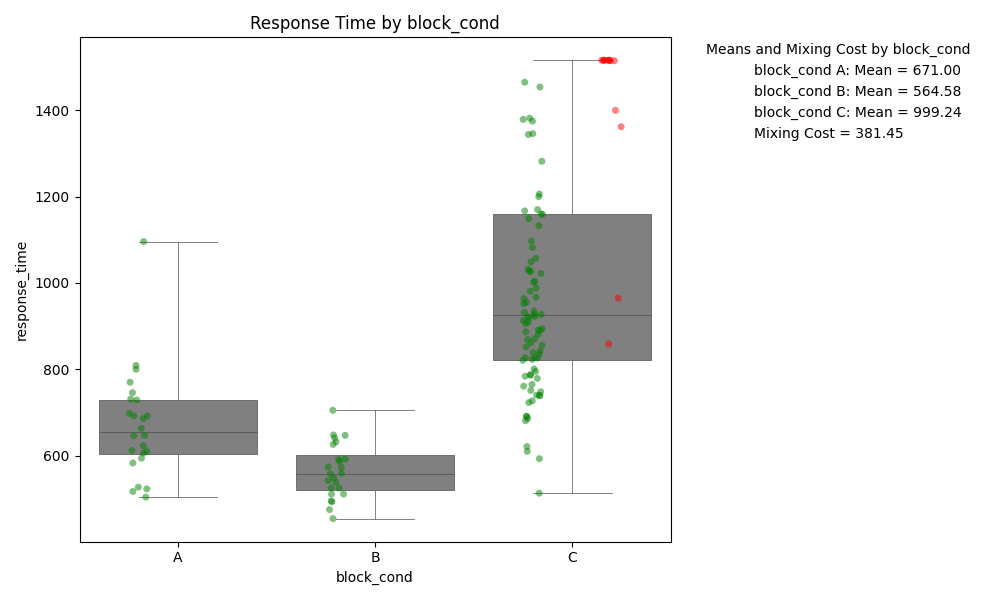 Response Time by block_cond
Means and Mixing Cost by block_cond
block_cond A: Mean = 671.00
block_cond B: Mean = 564.58
block_cond C: Mean = 999.24
Mixing Cost = 381.45
response_time
1400
1200
1000
800
600
A B C
block_cond